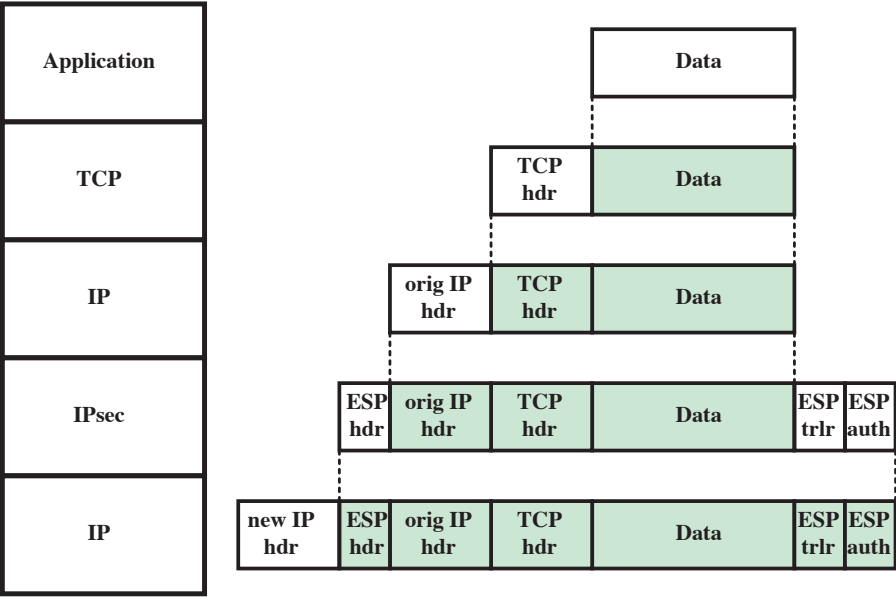 Application
Data
TCP
TCP
hdr
Data
IP
orig IP
hdr
TCP
hdr
Data
IPsec
ESP
hdr
orig IP
hdr
TCP
hdr
Data
ESP
trlr
ESP
auth
IP
new IP
hdr
ESP
hdr
orig IP
hdr
TCP
hdr
Data
ESP
trlr
ESP
auth